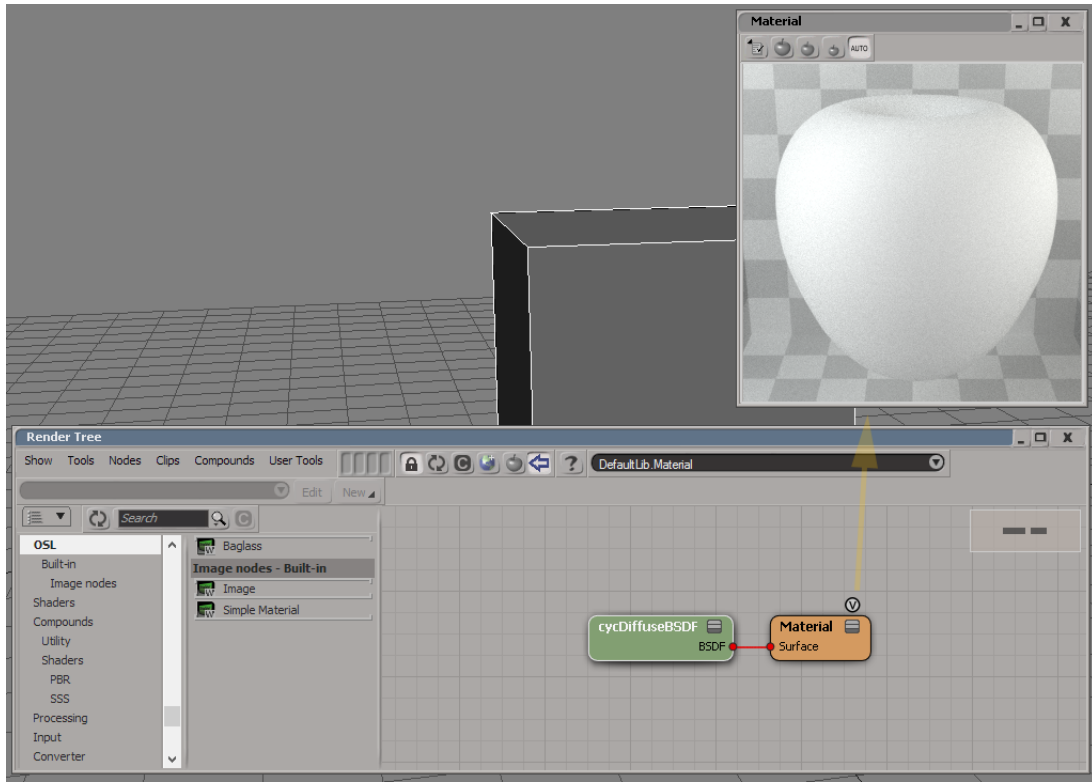 Material
AUTO
Render Tree
Show Tools Nodes Clips Compounds User Tools
C
?
DefaultLib.Material
Edit New
Search
C
OSL
Built-in
Image nodes
Shaders
Compounds
Utility
Shaders
PBR
SSS
Processing
Input
Converter
Baglass
Image nodes - Built-in
Image
Simple Material
cycDiffuseBSDF
BSDF
V
Material
Surface